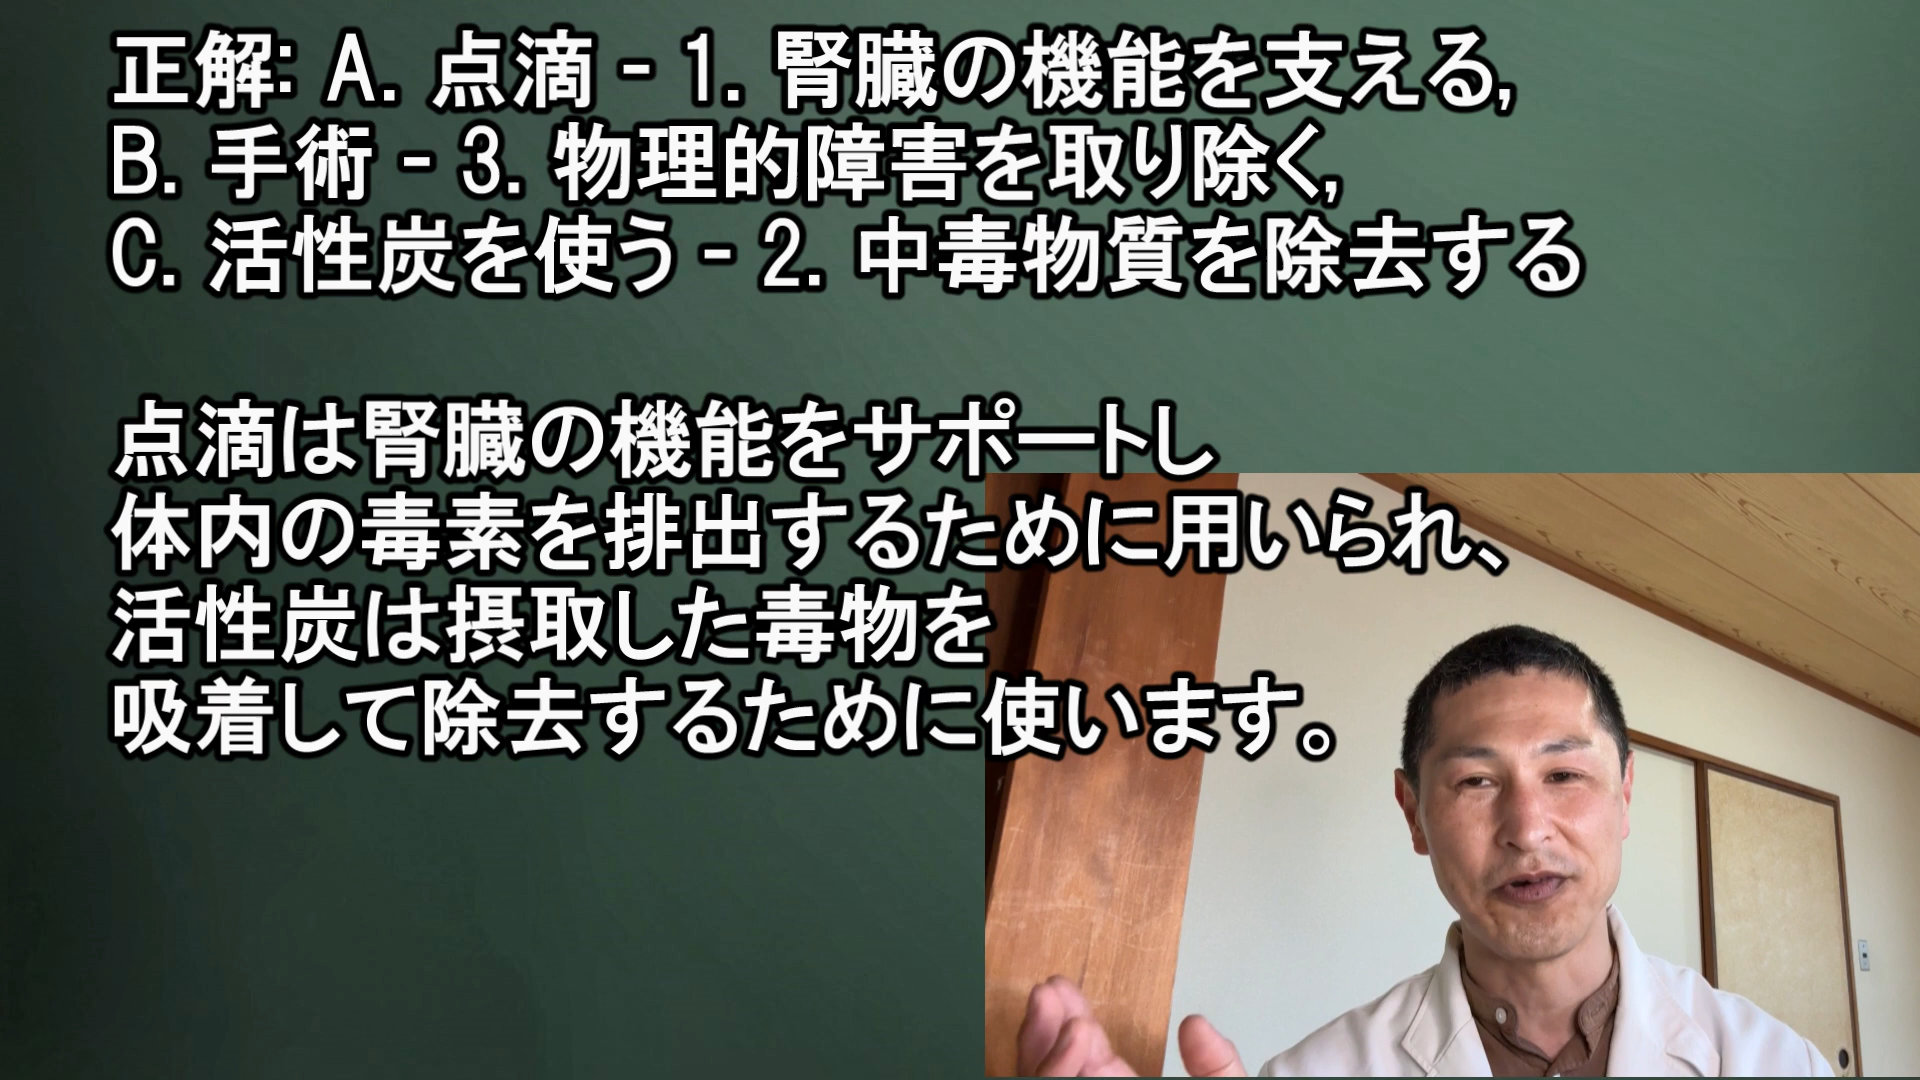 正解: A. 点滴 - 1. 腎臓の機能を支える,
B. 手術 - 3. 物理的障害を取り除く,
C. 活性炭を使う - 2. 中毒物質を除去する
点滴は腎臓の機能をサポートし
体内の毒素を排出するために用いられ、
活性炭は摂取した毒物を
吸着して除去するために使います。